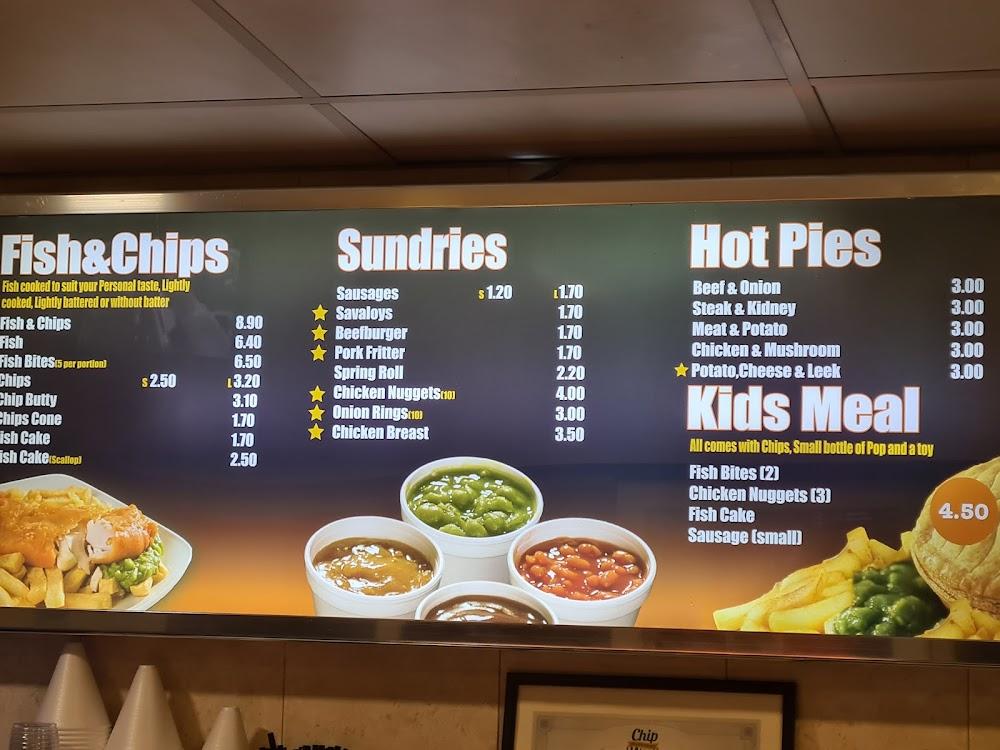 Fish&Chips
Fish cooked to suit your Personal taste, Lightly
cooked, Lightly battered or without batter
Fish & Chips 8.90
Fish 6.40
Fish Bites(5 per portion) 6.50
Chips S 2.50 L 3.20
Chip Butty 3.10
Chips Cone 1.70
ish Cake 1.70
ish Cake(Scallop) 2.50
Sundries
Sausages S 1.20 L 1.70
Savaloys 1.70
Beefburger 1.70
Pork Fritter 1.70
Spring Roll 2.20
Chicken Nuggets(10) 4.00
Onion Rings(10) 3.00
Chicken Breast 3.50
Hot Pies
Beef & Onion 3.00
Steak & Kidney 3.00
Meat & Potato 3.00
Chicken & Mushroom 3.00
Potato,Cheese & Leek 3.00
Kids Meal
All comes with Chips, Small bottle of Pop and a toy
Fish Bites (2)
Chicken Nuggets (3)
Fish Cake
Sausage (small)
4.50
Chip